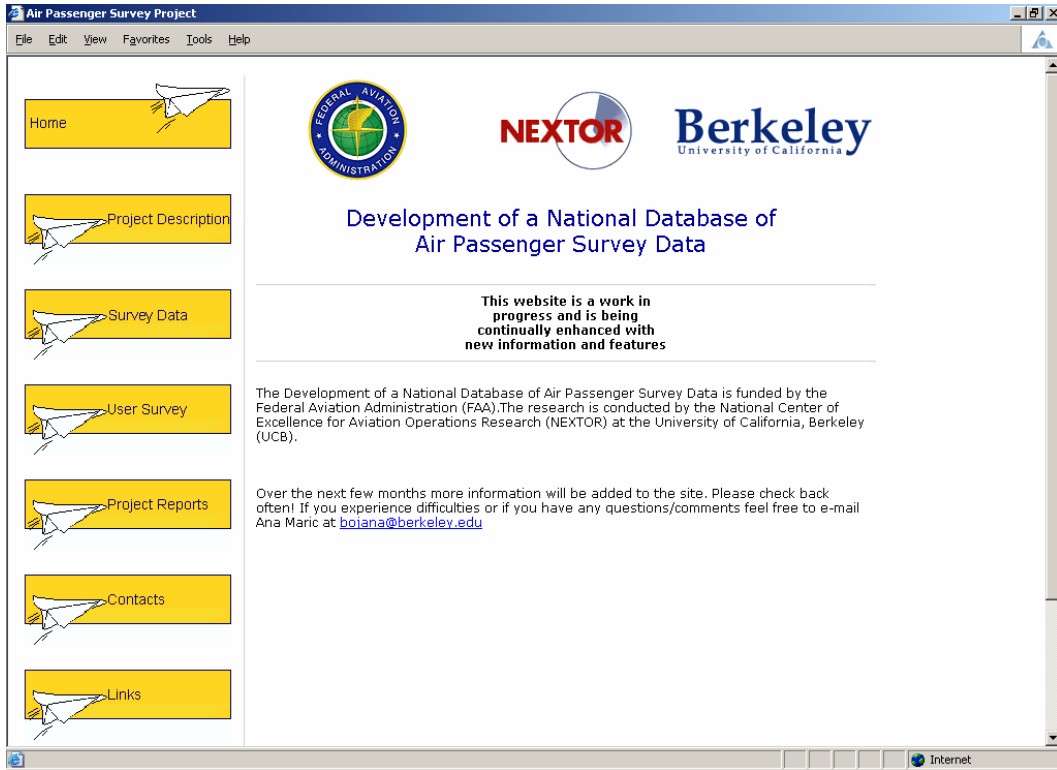 Air Passenger Survey Project
File Edit View Favorites Tools Help
Home
Project Description
Survey Data
User Survey
Project Reports
Contacts
Links
FEDERAL AVIATION ADMINISTRATION
NEXTOR
Berkeley
University of California
Development of a National Database of
Air Passenger Survey Data
This website is a work in
progress and is being
continually enhanced with
new information and features
The Development of a National Database of Air Passenger Survey Data is funded by the
Federal Aviation Administration (FAA).The research is conducted by the National Center of
Excellence for Aviation Operations Research (NEXTOR) at the University of California, Berkeley
(UCB).
Over the next few months more information will be added to the site. Please check back
often! If you experience difficulties or if you have any questions/comments feel free to e-mail
Ana Maric at bojana@berkeley.edu
Internet